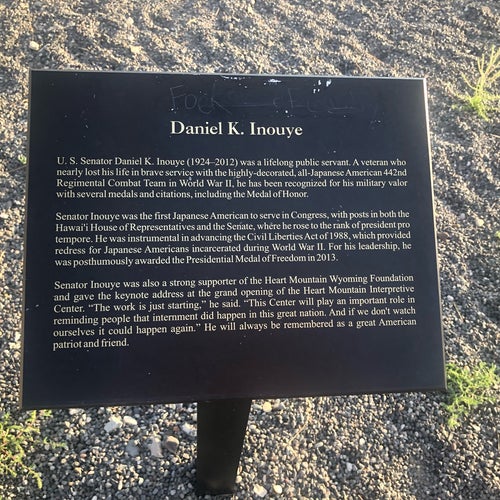 Daniel K. Inouye
U. S. Senator Daniel K. Inouye (1924–2012) was a lifelong public servant. A veteran who
nearly lost his life in brave service with the highly-decorated, all-Japanese American 442nd
Regimental Combat Team in World War II, he has been recognized for his military valor
with several medals and citations, including the Medal of Honor.
Senator Inouye was the first Japanese American to serve in Congress, with posts in both the
Hawai'i House of Representatives and the Senate, where he rose to the rank of president pro
tempore. He was instrumental in advancing the Civil Liberties Act of 1988, which provided
redress for Japanese Americans incarcerated during World War II. For his leadership, he
was posthumously awarded the Presidential Medal of Freedom in 2013.
Senator Inouye was also a strong supporter of the Heart Mountain Wyoming Foundation
and gave the keynote address at the grand opening of the Heart Mountain Interpretive
Center. “The work is just starting,” he said. “This Center will play an important role in
reminding people that internment did happen in this great nation. And if we don't watch
ourselves it could happen again.” He will always be remembered as a great American
patriot and friend.